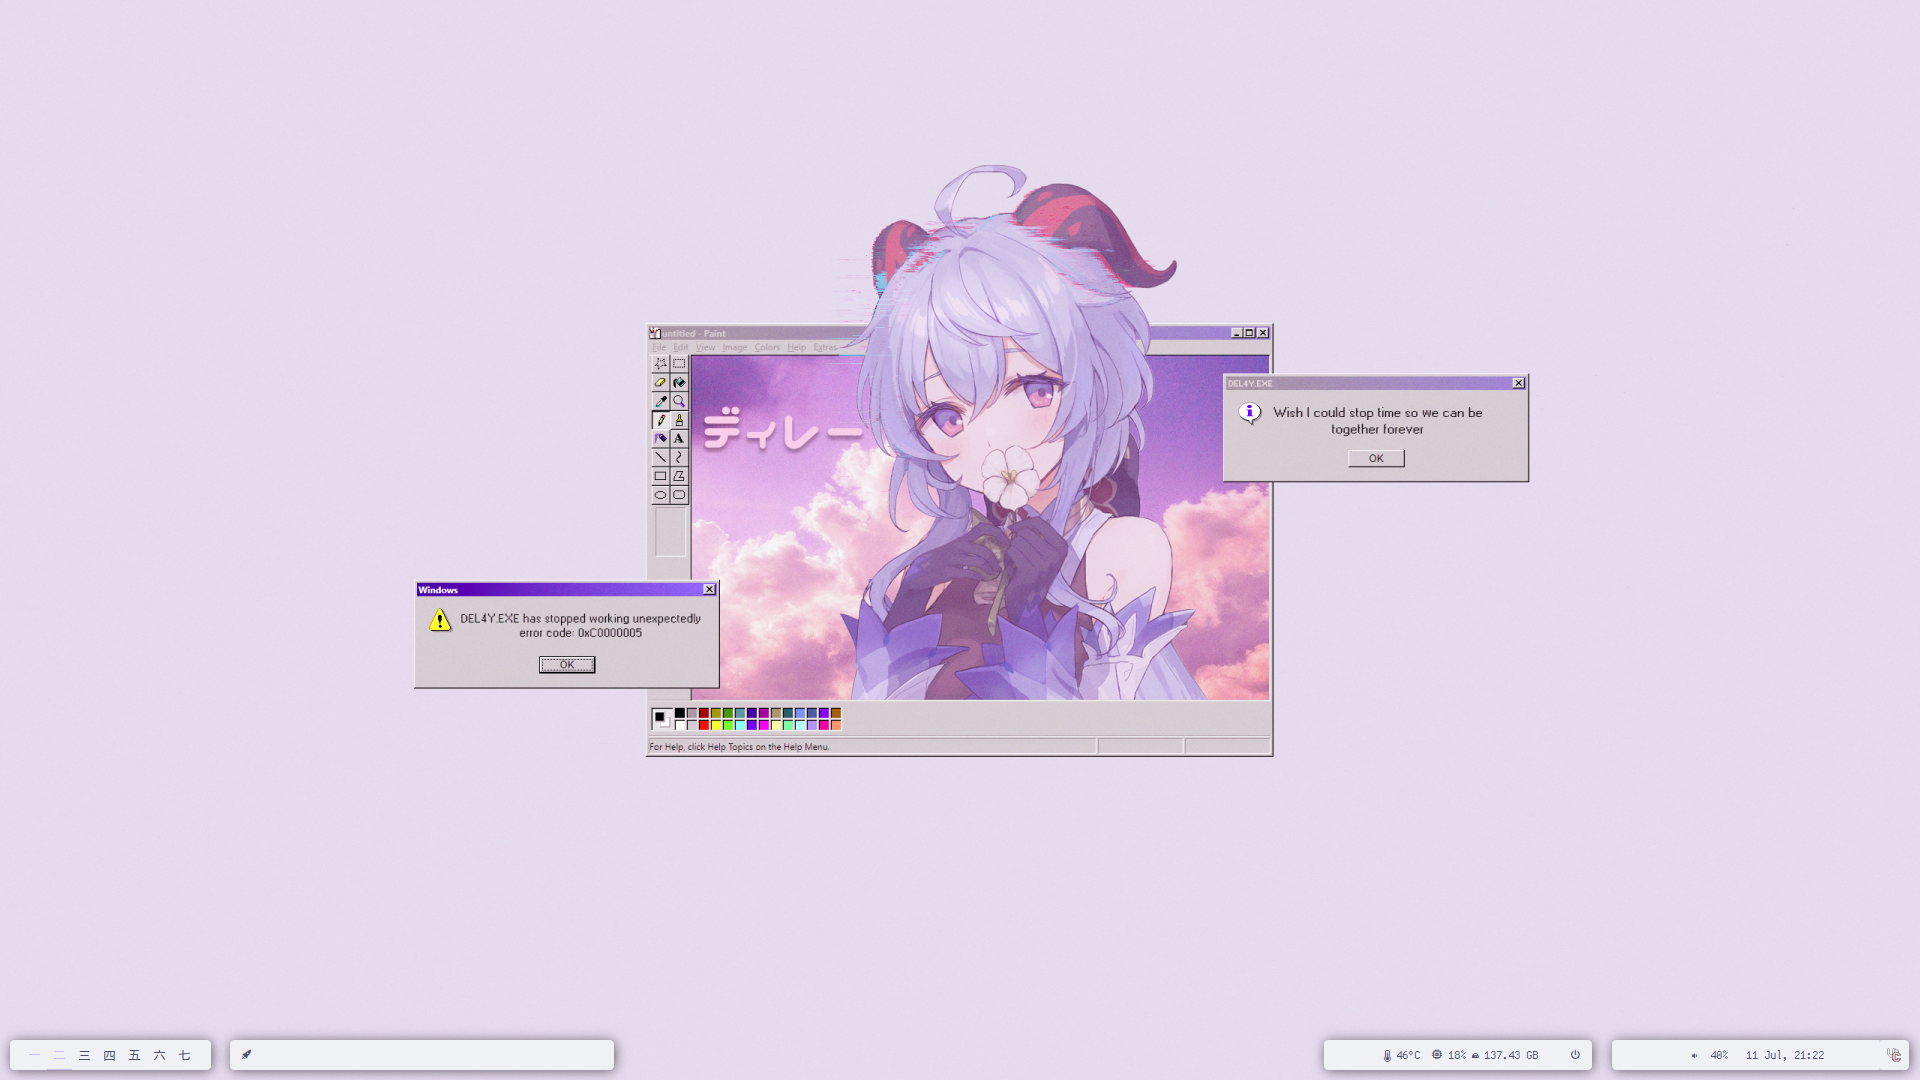 untitled - Paint
File Edit View Image Colors Help Extras
DEL4Y.EXE
Wish I could stop time so we can be
together forever
OK
ディレー
Windows
DEL4Y.EXE has stopped working unexpectedly
error code: 0xC0000005
OK
For Help, click Help Topics on the Help Menu.
一 二 三 四 五 六 七
46°C 18% 137.43 GB
40% 11 Jul, 21:22